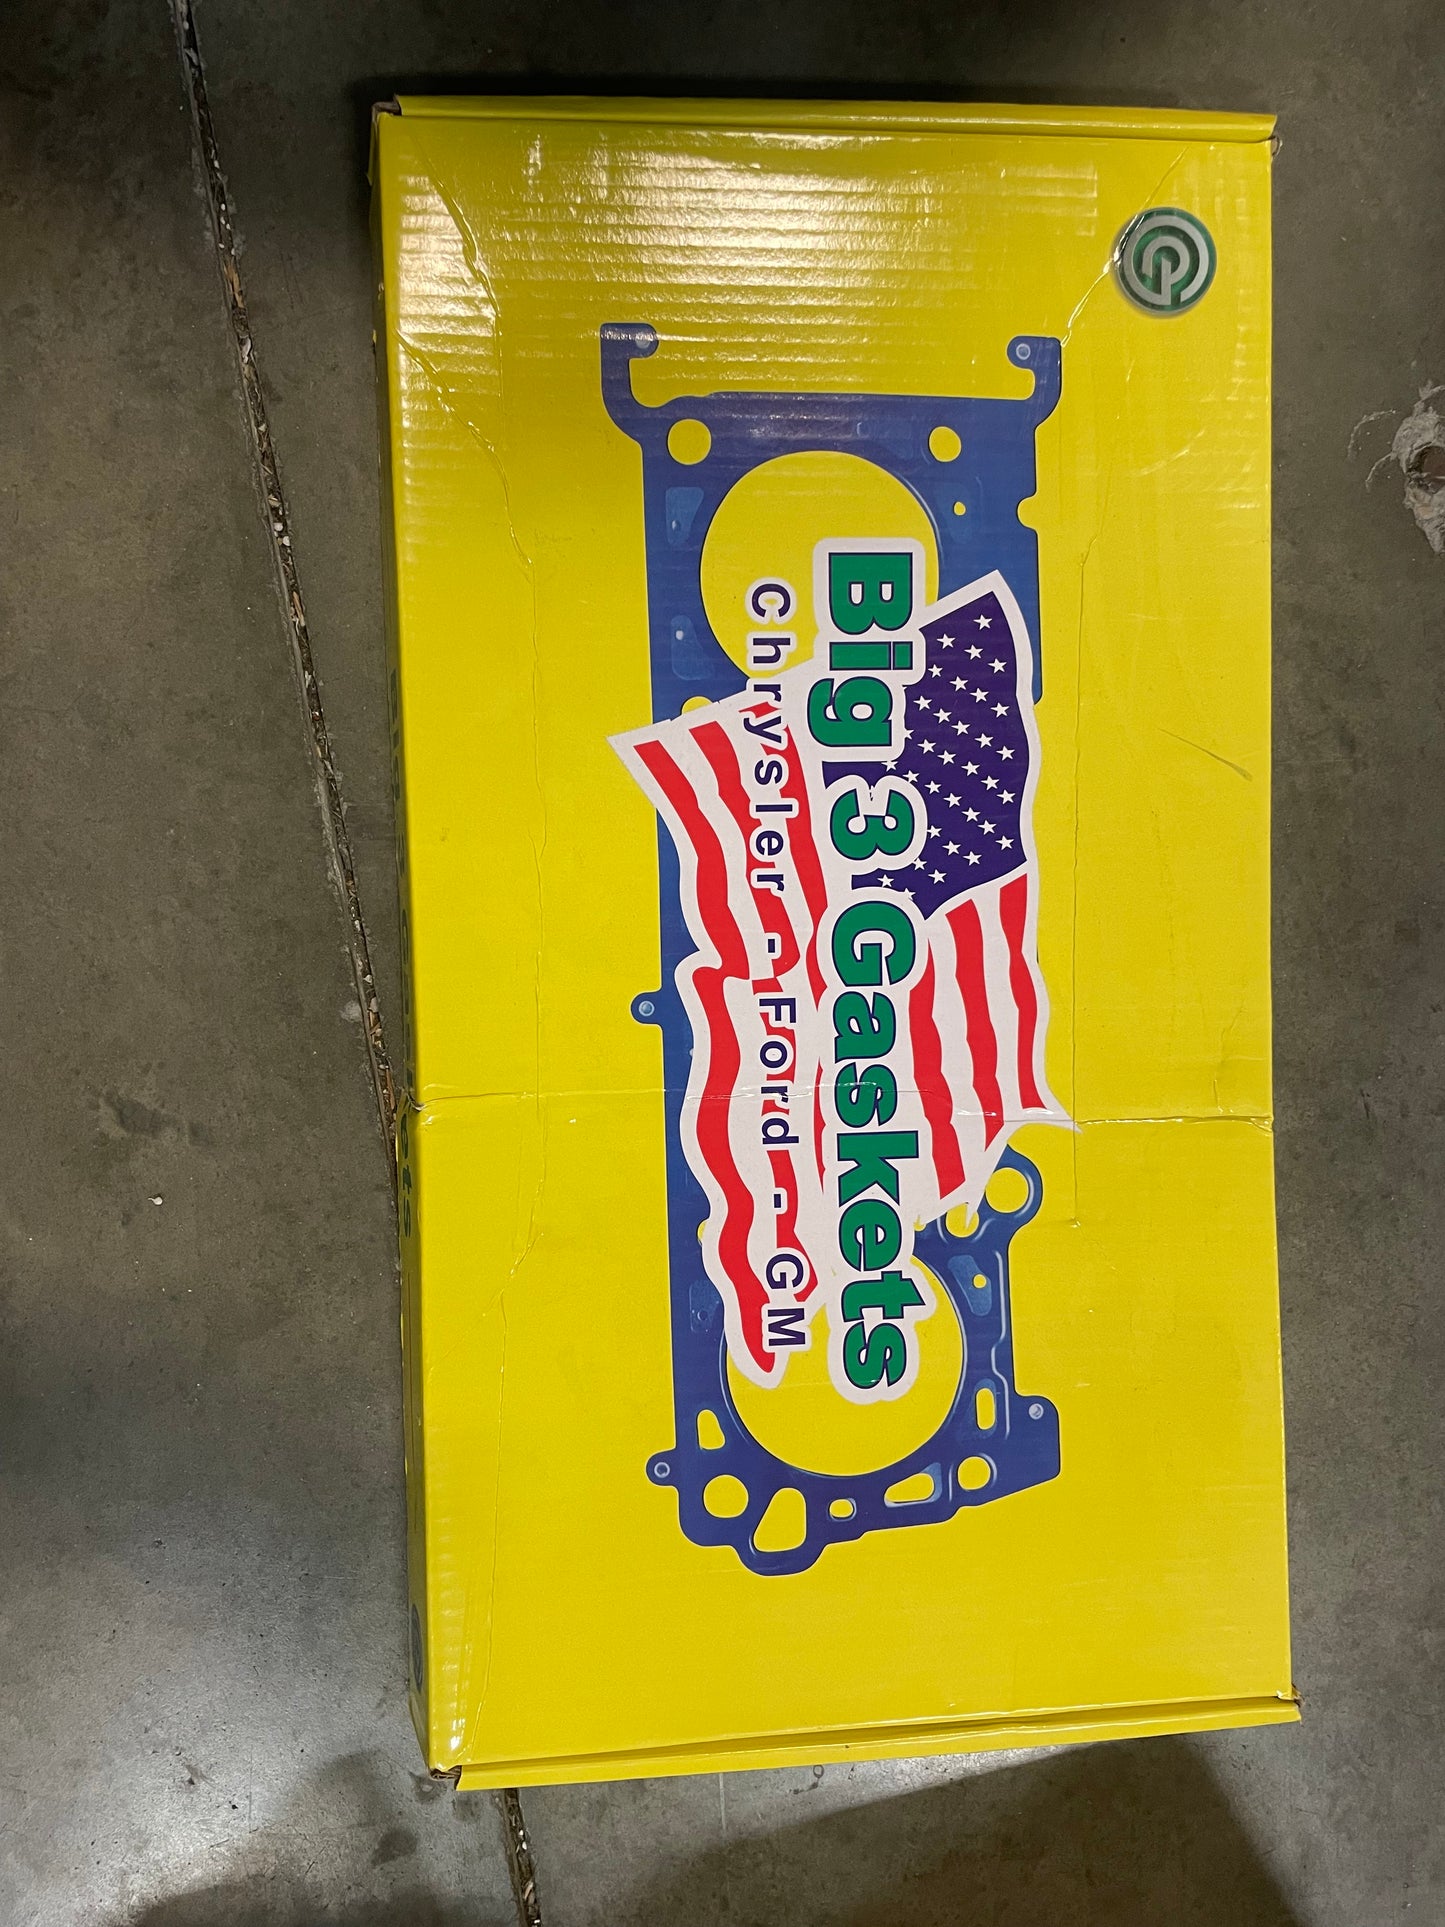 Big 3 Gaskets
Chrysler - Ford - GM